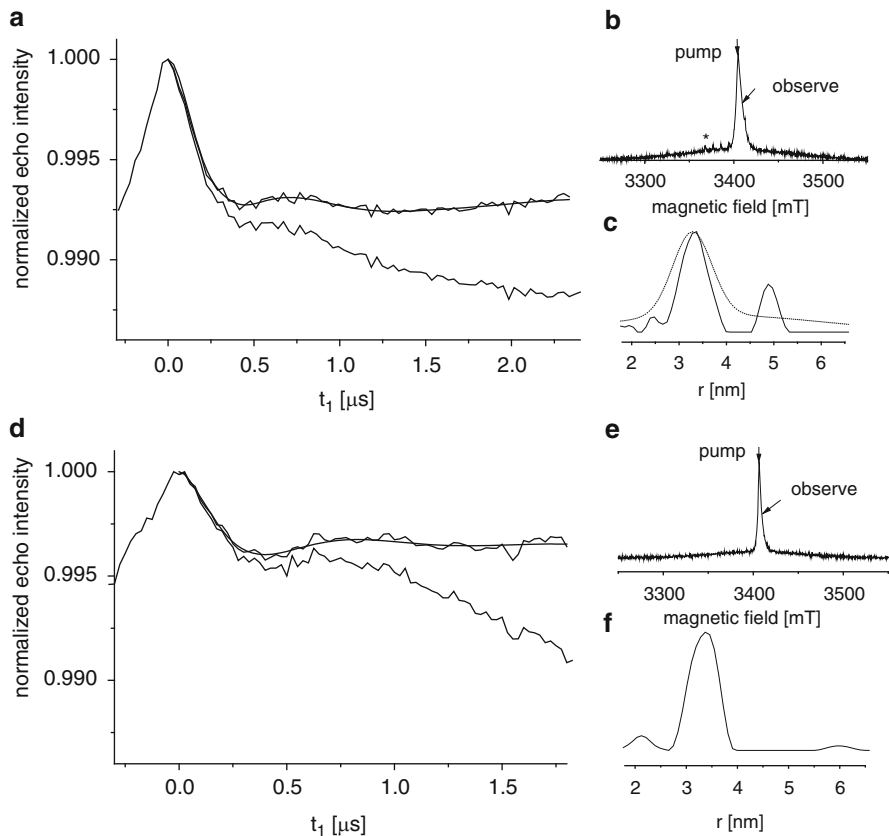 a
normalized echo intensity
1.000
0.995
0.990
0.0
0.5
1.0
1.5
2.0
t₁ [μs]
b
pump
observe
*
3300
3400
3500
magnetic field [mT]
c
2
3
4
5
6
r [nm]
d
normalized echo intensity
1.000
0.995
0.990
0.0
0.5
1.0
1.5
t₁ [μs]
e
pump
observe
3300
3400
3500
magnetic field [mT]
f
2
3
4
5
6
r [nm]